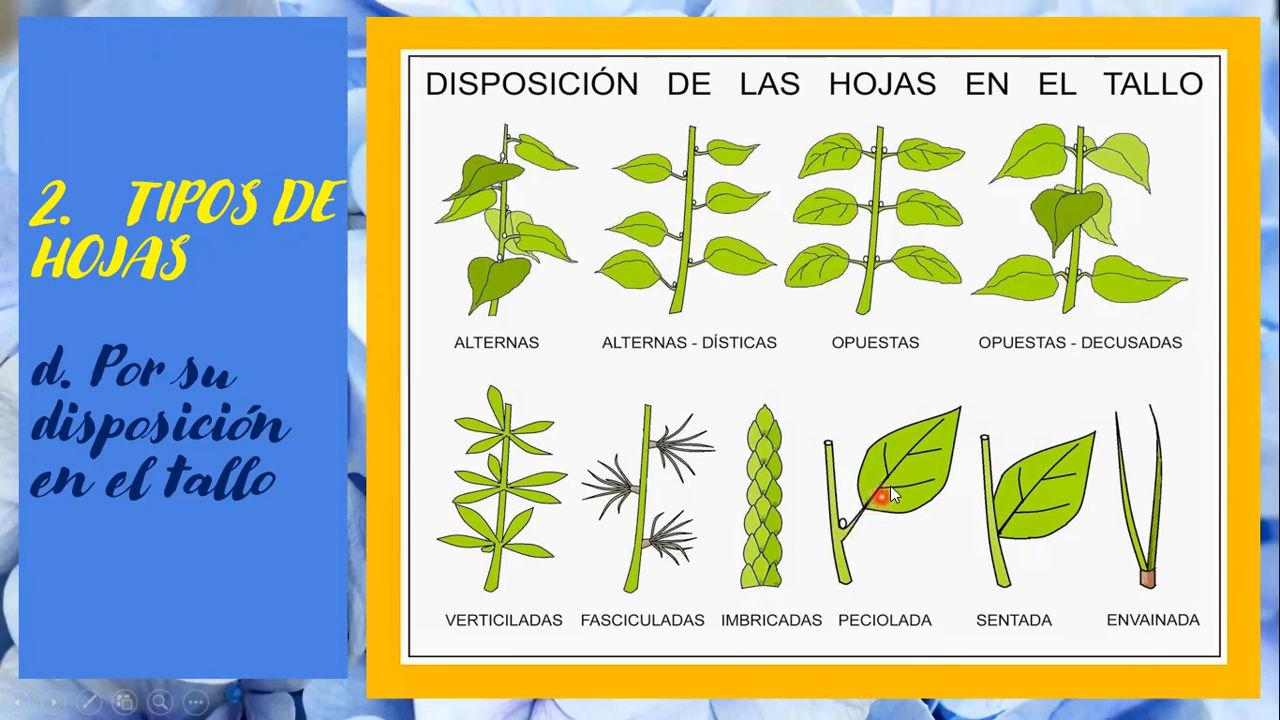 2. TIPOS DE
HOJAS
d. Por su
disposición
en el tallo
DISPOSICIÓN DE LAS HOJAS EN EL TALLO
ALTERNAS
ALTERNAS - DÍSTICAS
OPUESTAS
OPUESTAS - DECUSADAS
VERTICILADAS
FASCICULADAS
IMBRICADAS
PECIOLADA
SENTADA
ENVAINADA